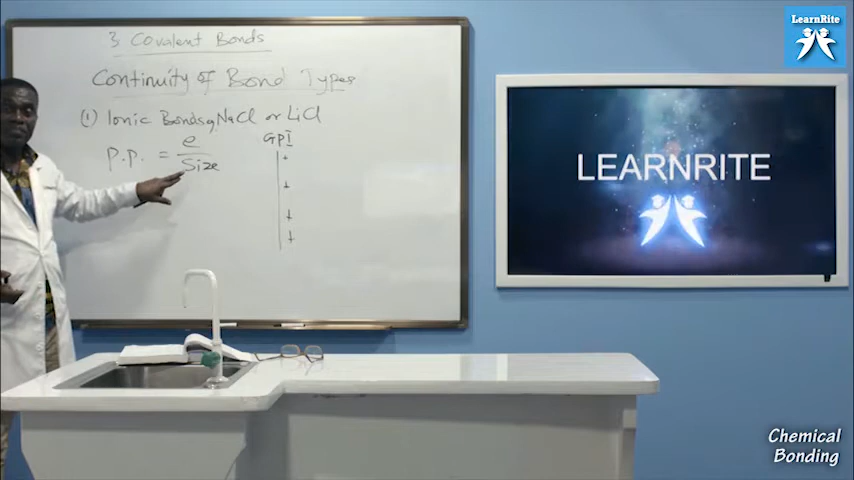 3 Covalent Bonds
Continuity of Bond Types
(1) Ionic Bonds eg. NaCl or LiCl
P.P. = e
Size
GPI
+
+
+
+
LEARNRITE
LearnRite
Chemical
Bonding